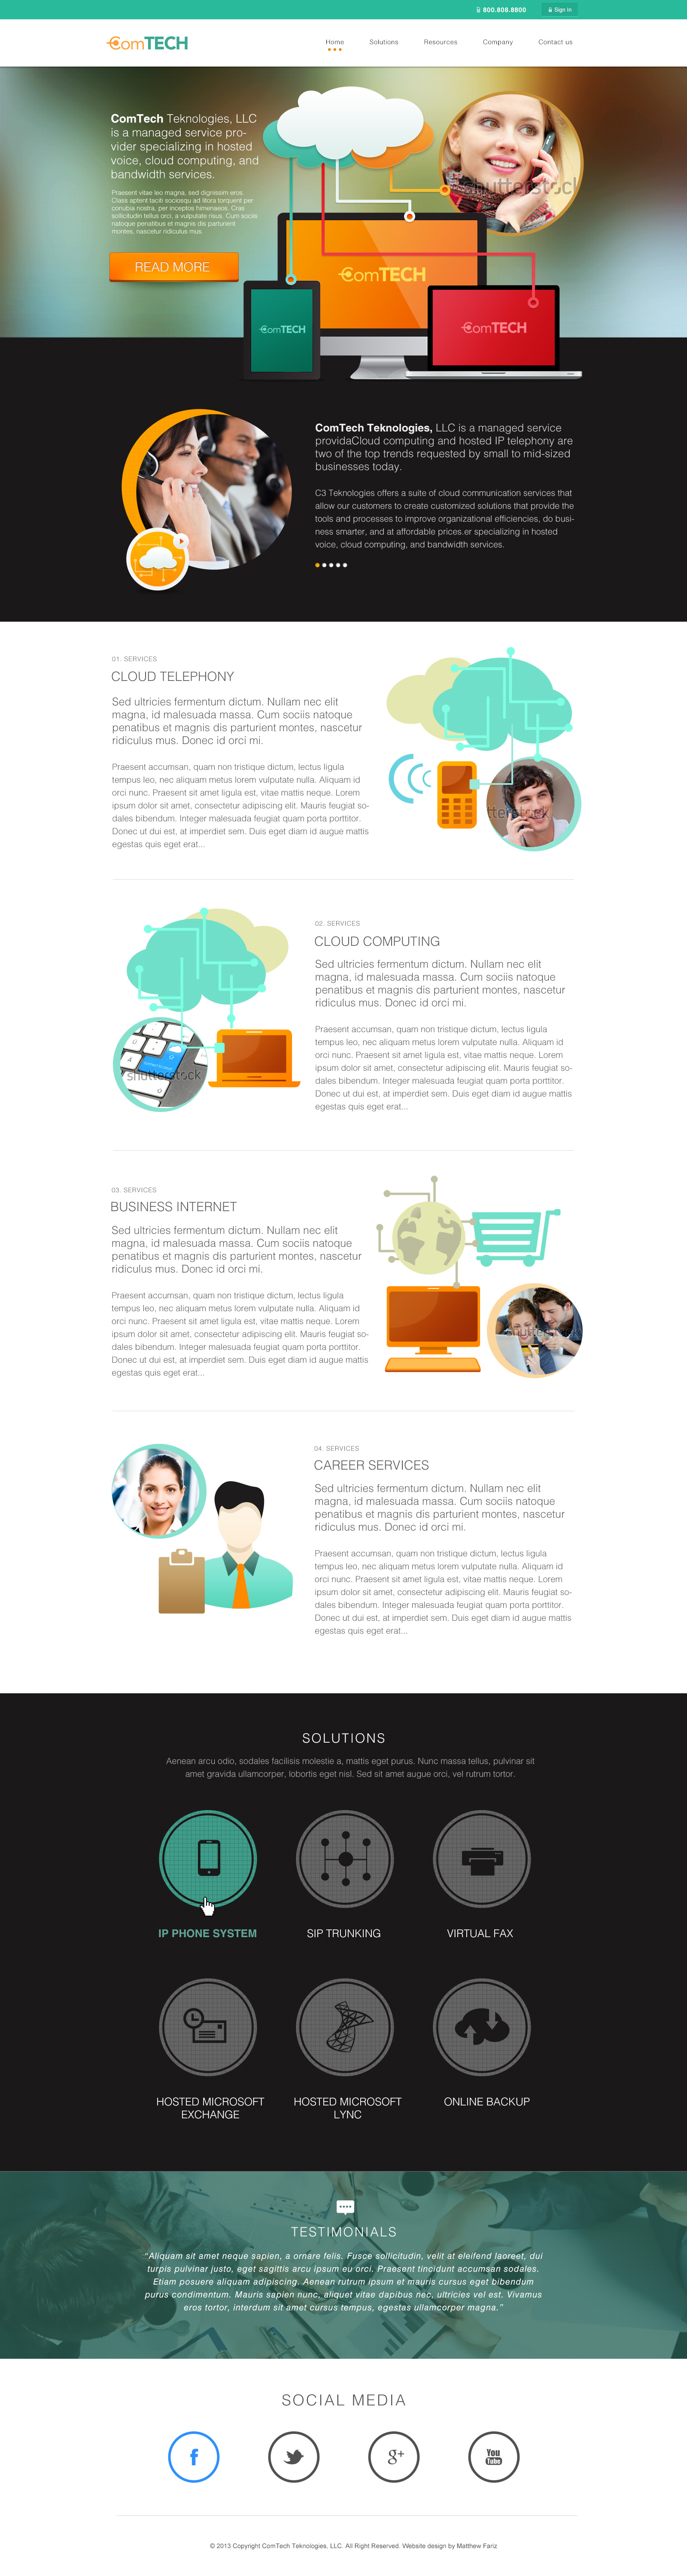 800.808.8800
Sign In
ComTECH
Home
Solutions
Resources
Company
Contact us
ComTech Teknologies, LLC
is a managed service pro-
vider specializing in hosted
voice, cloud computing, and
bandwidth services.
Praesent vitae leo magna, sed dignissim eros.
Class aptent taciti sociosqu ad litora torquent per
conubia nostra, per inceptos himenaeos. Cras
sollicitudin tellus orci, a vulputate risus. Cum sociis
natoque penatibus et magnis dis parturient
montes, nascetur ridiculus mus.
READ MORE
shutterstock
ComTECH
ComTECH
ComTECH
ComTech Teknologies, LLC is a managed service
providaCloud computing and hosted IP telephony are
two of the top trends requested by small to mid-sized
businesses today.
C3 Teknologies offers a suite of cloud communication services that
allow our customers to create customized solutions that provide the
tools and processes to improve organizational efficiencies, do busi-
ness smarter, and at affordable prices.er specializing in hosted
voice, cloud computing, and bandwidth services.
01. SERVICES
CLOUD TELEPHONY
Sed ultricies fermentum dictum. Nullam nec elit
magna, id malesuada massa. Cum sociis natoque
penatibus et magnis dis parturient montes, nascetur
ridiculus mus. Donec id orci mi.
Praesent accumsan, quam non tristique dictum, lectus ligula
tempus leo, nec aliquam metus lorem vulputate nulla. Aliquam id
orci nunc. Praesent sit amet ligula est, vitae mattis neque. Lorem
ipsum dolor sit amet, consectetur adipiscing elit. Mauris feugiat so-
dales bibendum. Integer malesuada feugiat quam porta porttitor.
Donec ut dui est, at imperdiet sem. Duis eget diam id augue mattis
egestas quis eget erat...
tterstock
02. SERVICES
CLOUD COMPUTING
Sed ultricies fermentum dictum. Nullam nec elit
magna, id malesuada massa. Cum sociis natoque
penatibus et magnis dis parturient montes, nascetur
ridiculus mus. Donec id orci mi.
Praesent accumsan, quam non tristique dictum, lectus ligula
tempus leo, nec aliquam metus lorem vulputate nulla. Aliquam id
orci nunc. Praesent sit amet ligula est, vitae mattis neque. Lorem
ipsum dolor sit amet, consectetur adipiscing elit. Mauris feugiat so-
dales bibendum. Integer malesuada feugiat quam porta porttitor.
Donec ut dui est, at imperdiet sem. Duis eget diam id augue mattis
egestas quis eget erat...
shutterstock
03. SERVICES
BUSINESS INTERNET
Sed ultricies fermentum dictum. Nullam nec elit
magna, id malesuada massa. Cum sociis natoque
penatibus et magnis dis parturient montes, nascetur
ridiculus mus. Donec id orci mi.
Praesent accumsan, quam non tristique dictum, lectus ligula
tempus leo, nec aliquam metus lorem vulputate nulla. Aliquam id
orci nunc. Praesent sit amet ligula est, vitae mattis neque. Lorem
ipsum dolor sit amet, consectetur adipiscing elit. Mauris feugiat so-
dales bibendum. Integer malesuada feugiat quam porta porttitor.
Donec ut dui est, at imperdiet sem. Duis eget diam id augue mattis
egestas quis eget erat...
04. SERVICES
CAREER SERVICES
Sed ultricies fermentum dictum. Nullam nec elit
magna, id malesuada massa. Cum sociis natoque
penatibus et magnis dis parturient montes, nascetur
ridiculus mus. Donec id orci mi.
Praesent accumsan, quam non tristique dictum, lectus ligula
tempus leo, nec aliquam metus lorem vulputate nulla. Aliquam id
orci nunc. Praesent sit amet ligula est, vitae mattis neque. Lorem
ipsum dolor sit amet, consectetur adipiscing elit. Mauris feugiat so-
dales bibendum. Integer malesuada feugiat quam porta porttitor.
Donec ut dui est, at imperdiet sem. Duis eget diam id augue mattis
egestas quis eget erat...
SOLUTIONS
Aenean arcu odio, sodales facilisis molestie a, mattis eget purus. Nunc massa tellus, pulvinar sit
amet gravida ullamcorper, lobortis eget nisl. Sed sit amet augue orci, vel rutrum tortor.
IP PHONE SYSTEM
SIP TRUNKING
VIRTUAL FAX
HOSTED MICROSOFT
EXCHANGE
HOSTED MICROSOFT
LYNC
ONLINE BACKUP
TESTIMONIALS
"Aliquam sit amet neque sapien, a ornare felis. Fusce sollicitudin, velit at eleifend laoreet, dui
turpis pulvinar justo, eget sagittis arcu ipsum eu orci. Praesent tincidunt accumsan sodales.
Etiam posuere aliquam adipiscing. Aenean rutrum ipsum et mauris cursus eget bibendum
purus condimentum. Mauris sapien nunc, aliquet vitae dapibus nec, ultricies vel est. Vivamus
eros tortor, interdum sit amet cursus tempus, egestas ullamcorper magna."
SOCIAL MEDIA
f
g+
You
Tube
© 2013 Copyright ComTech Teknologies, LLC. All Right Reserved. Website design by Matthew Fariz